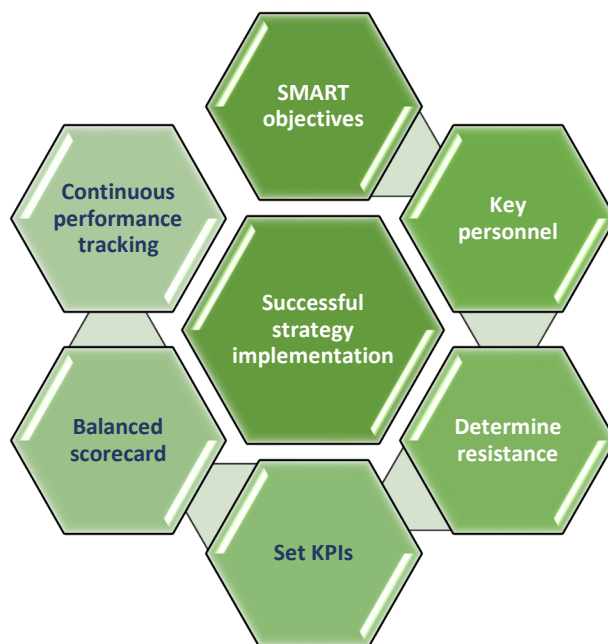 SMART
objectives
Key
personnel
Determine
resistance
Set KPIs
Balanced
scorecard
Continuous
performance
tracking
Successful
strategy
implementation